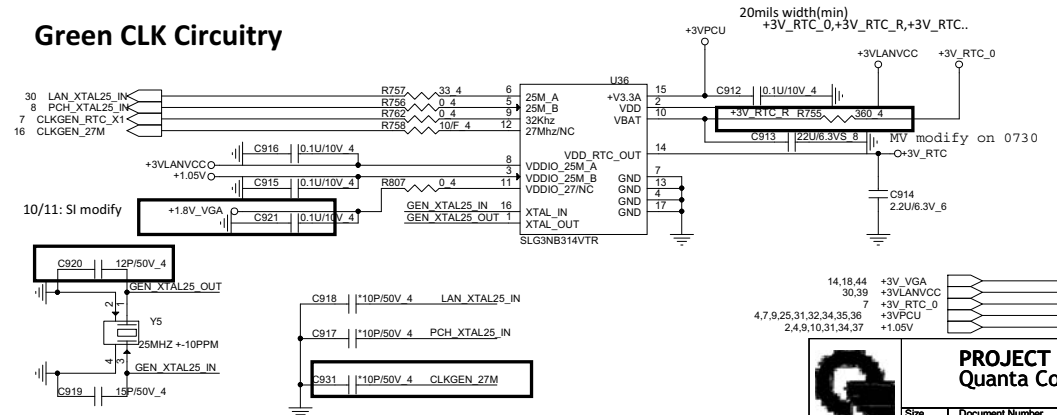 Green CLK Circuitry
20mils width(min)
+3V_RTC_0,+3V_RTC_R,+3V_RTC..
+3VPCU
+3VLANVCC
+3V_RTC_0
U36
30 LAN_XTAL25_IN
8 PCH_XTAL25_IN
7 CLKGEN_RTC_X1
16 CLKGEN_27M
R757 33_4
R756 0_4
R762 0_4
R758 10/F_4
6 25M_A
5 25M_B
9 32Khz
12 27Mhz/NC
8 VDDIO_25M_A
3 VDDIO_25M_B
11 VDDIO_27/NC
16 XTAL_IN
1 XTAL_OUT
+V3.3A 15
VDD 2
VBAT 10
VDD_RTC_OUT 14
GND 7
GND 13
GND 4
GND 17
SLG3NB314VTR
C912 0.1U/10V_4
+3V_RTC_R R755 360_4
C913 22U/6.3VS_8
MV modify on 0730
+3V_RTC
C914
2.2U/6.3V_6
C916 0.1U/10V_4
+3VLANVCC
+1.05V
C915 0.1U/10V_4
R807 0_4
10/11: SI modify
+1.8V_VGA
C921 0.1U/10V_4
GEN_XTAL25_IN
GEN_XTAL25_OUT
C920 12P/50V_4
GEN_XTAL25_OUT
2 1
Y5
25MHZ +-10PPM
4 3
GEN_XTAL25_IN
C919 15P/50V_4
C918 *10P/50V_4 LAN_XTAL25_IN
C917 *10P/50V_4 PCH_XTAL25_IN
C931 *10P/50V_4 CLKGEN_27M
14,18,44 +3V_VGA
30,39 +3VLANVCC
7 +3V_RTC_0
4,7,9,25,31,32,34,35,36 +3VPCU
2,4,9,10,31,34,37 +1.05V
PROJECT
Quanta Co
Size Document Number